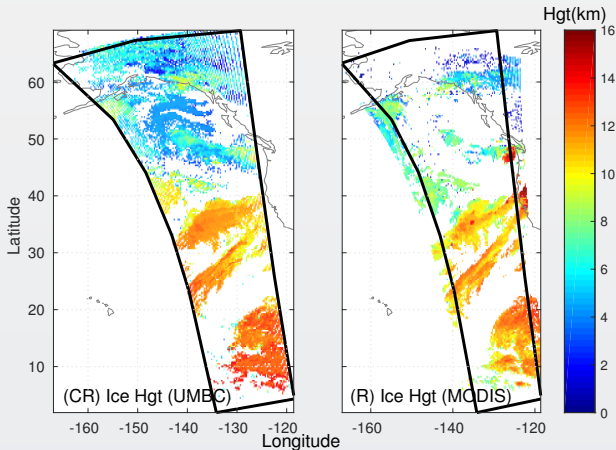 Hgt(km)
16
14
12
10
8
6
4
2
0
Latitude
60
50
40
30
20
10
(CR) Ice Hgt (UMBC)
(R) Ice Hgt (MODIS)
-160 -150 -140 -130 -120
-160 -140 -120
Longitude